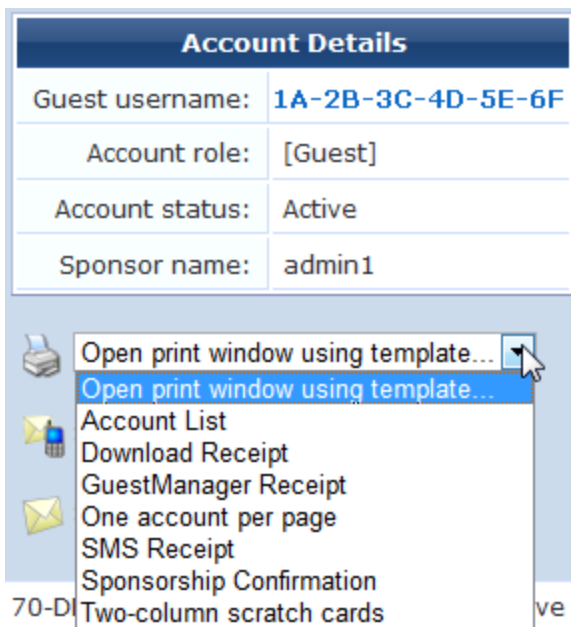 Account Details
Guest username: 1A-2B-3C-4D-5E-6F
Account role: [Guest]
Account status: Active
Sponsor name: admin1
Open print window using template...
Open print window using template...
Account List
Download Receipt
GuestManager Receipt
One account per page
SMS Receipt
Sponsorship Confirmation
Two-column scratch cards